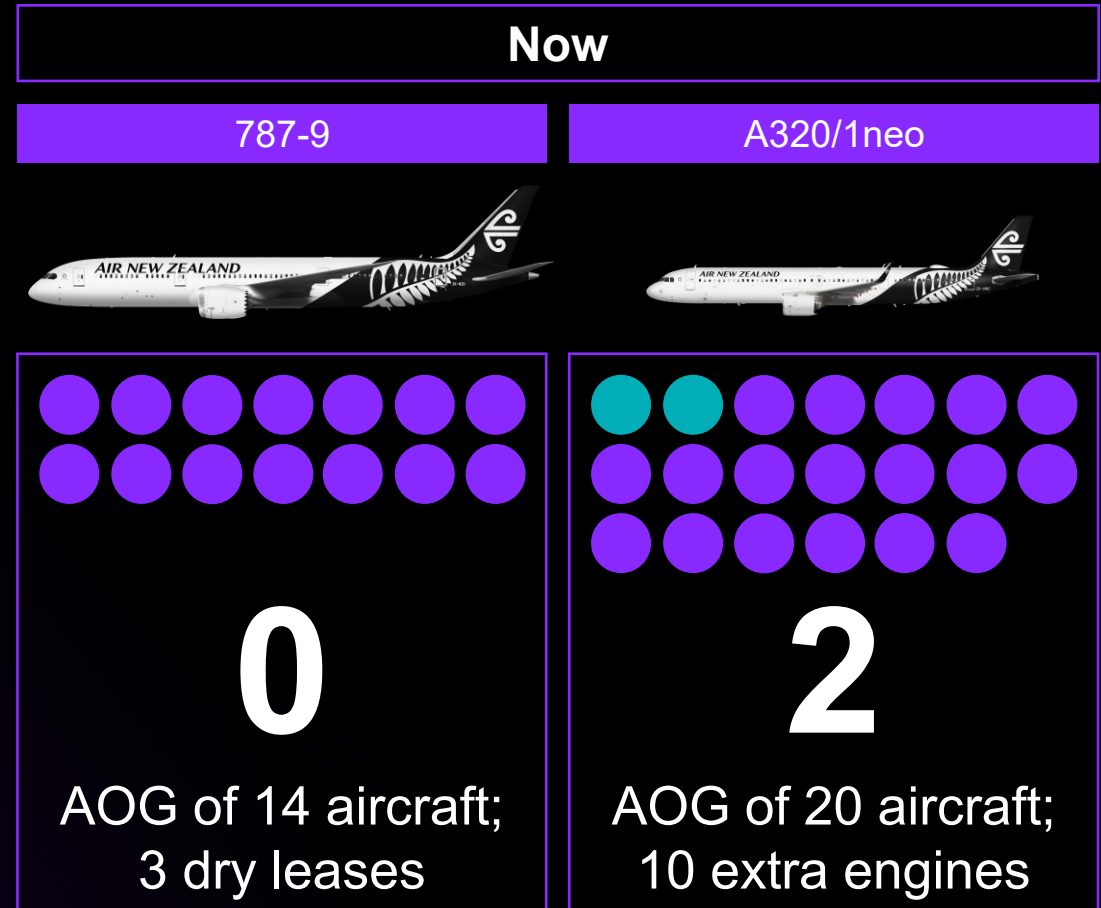 Now
787-9
A320/1neo
AIR NEW ZEALAND
AIR NEW ZEALAND
0
AOG of 14 aircraft;
3 dry leases
2
AOG of 20 aircraft;
10 extra engines